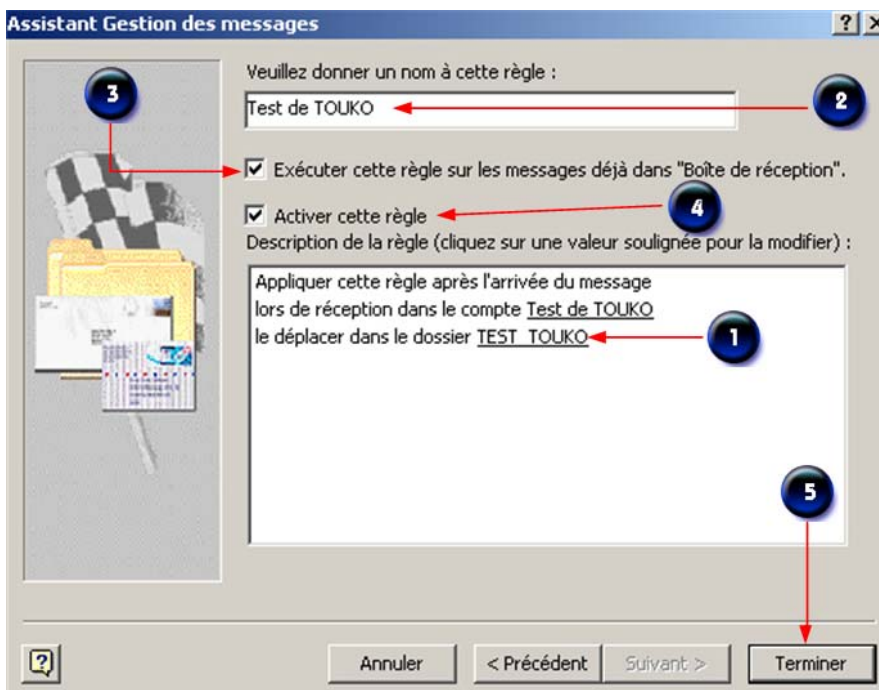 Assistant Gestion des messages
Veuillez donner un nom à cette règle :
Test de TOUKO
2
3
Exécuter cette règle sur les messages déjà dans "Boîte de réception".
4
Activer cette règle
Description de la règle (cliquez sur une valeur soulignée pour la modifier) :
Appliquer cette règle après l'arrivée du message
lors de réception dans le compte Test de TOUKO
le déplacer dans le dossier TEST TOUKO
1
5
Annuler
< Précédent
Suivant >
Terminer